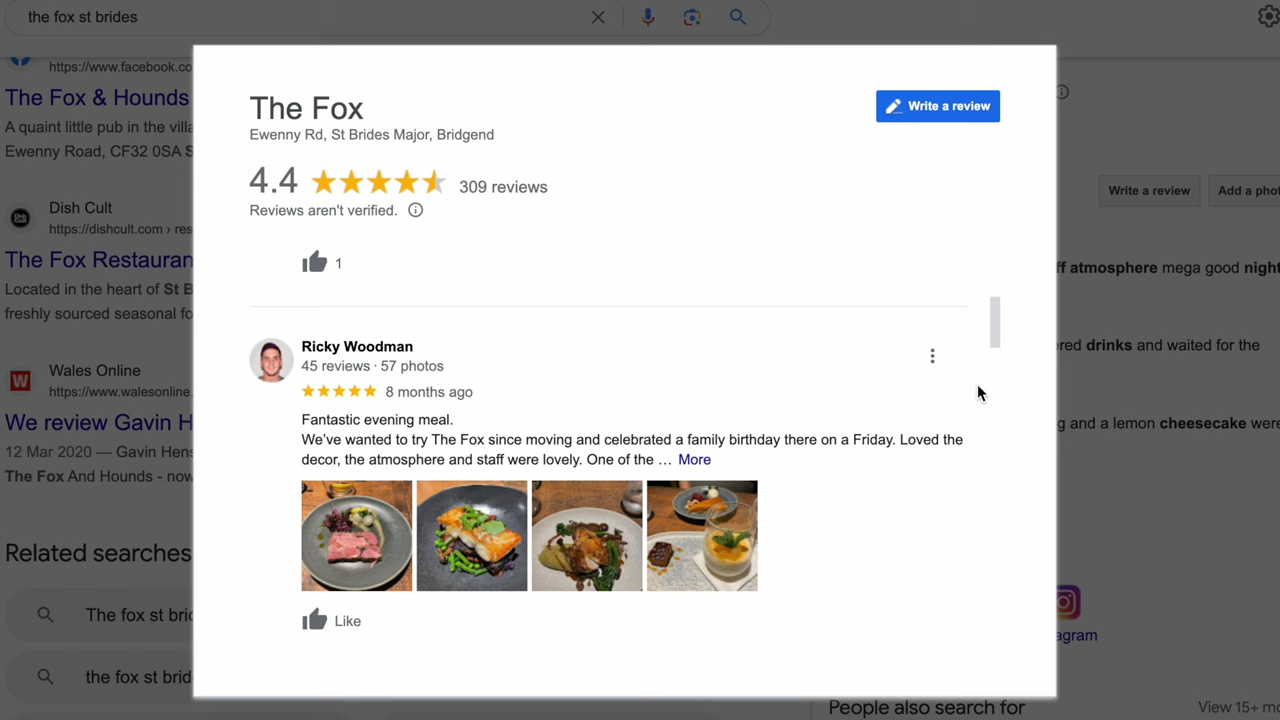 the fox st brides
https://www.facebook.co
The Fox & Hounds
A quaint little pub in the villa
Ewenny Road, CF32 0SA S
Dish Cult
https://dishcult.com › res
The Fox Restauran
Located in the heart of St B
freshly sourced seasonal fo
W
Wales Online
https://www.walesonline.
We review Gavin H
12 Mar 2020 — Gavin Hens
The Fox And Hounds - now
Related searches
The fox st brid
the fox st brid
The Fox
Write a review
Ewenny Rd, St Brides Major, Bridgend
4.4
309 reviews
Reviews aren't verified.
1
Ricky Woodman
45 reviews · 57 photos
8 months ago
Fantastic evening meal.
We've wanted to try The Fox since moving and celebrated a family birthday there on a Friday. Loved the
decor, the atmosphere and staff were lovely. One of the … More
Like
Write a review
Add a phot
ff atmosphere mega good night
red drinks and waited for the
g and a lemon cheesecake were
agram
People also search for
View 15+ mo